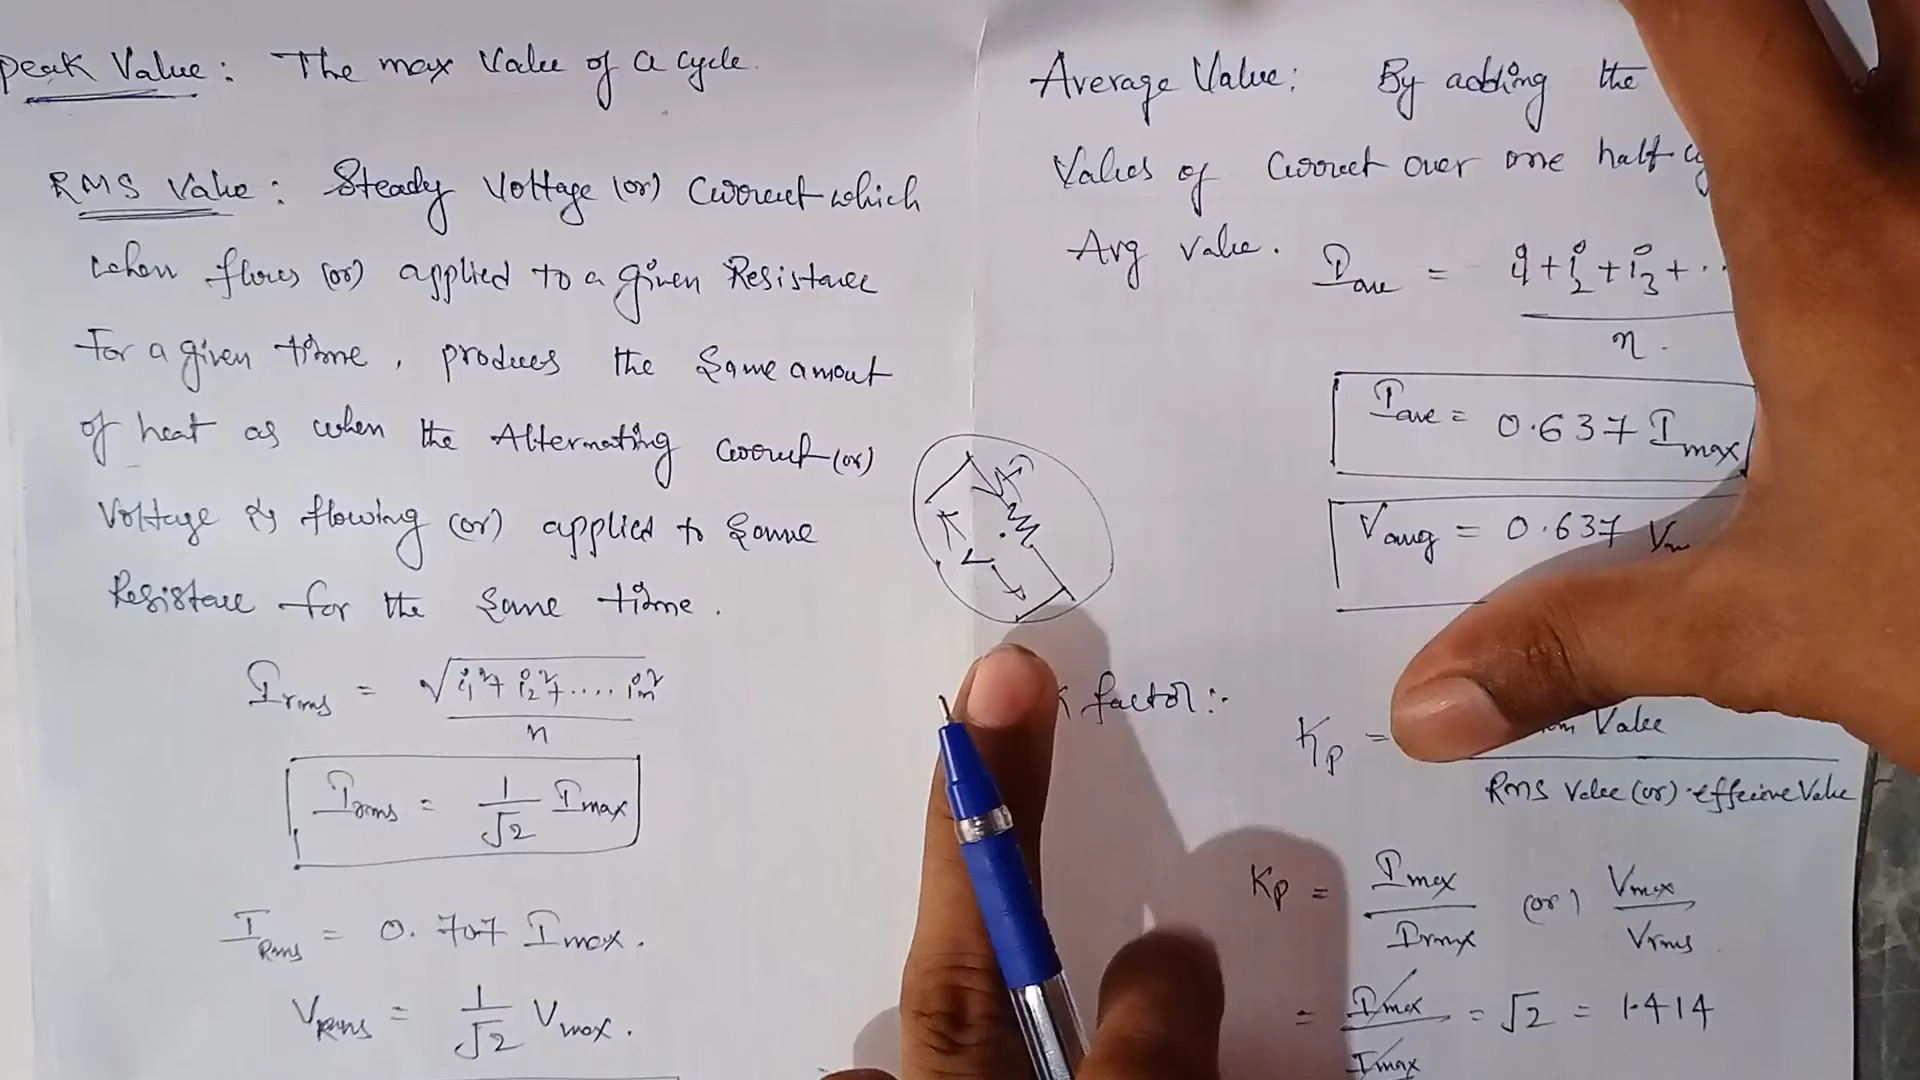 Peak Value: The max Value of a cycle.
RMS Value: Steady Voltage (or) Current which
when flows (or) applied to a given Resistance
For a given time, produces the Same amout
of heat as when the Alternating Current (or)
Voltage is flowing (or) applied to Same
Resistace for the Same time.
Irms = √i₁²+ i₂²+.... in²
n
Irms = 1/√2 Imax
IRms = 0.707 Imax.
VRms = 1/√2 Vmax.
Average Value: By adding the
Values of Current over one half
Avg value. Iave = i1+i2+i3+..
n.
Iave = 0.637 Imax
Vavg = 0.637 Vm
factor:-
Kp = Value
RMS Value (or) effecive Value
Kp = Imax (or) Vmax
Irmx Vrms
= Imax = √2 = 1.414
Imax